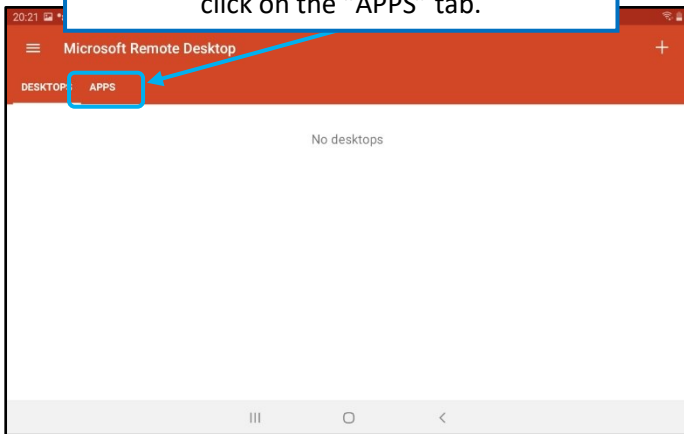 click on the "APPS" tab.
20:21
Microsoft Remote Desktop
DESKTOPS APPS
No desktops